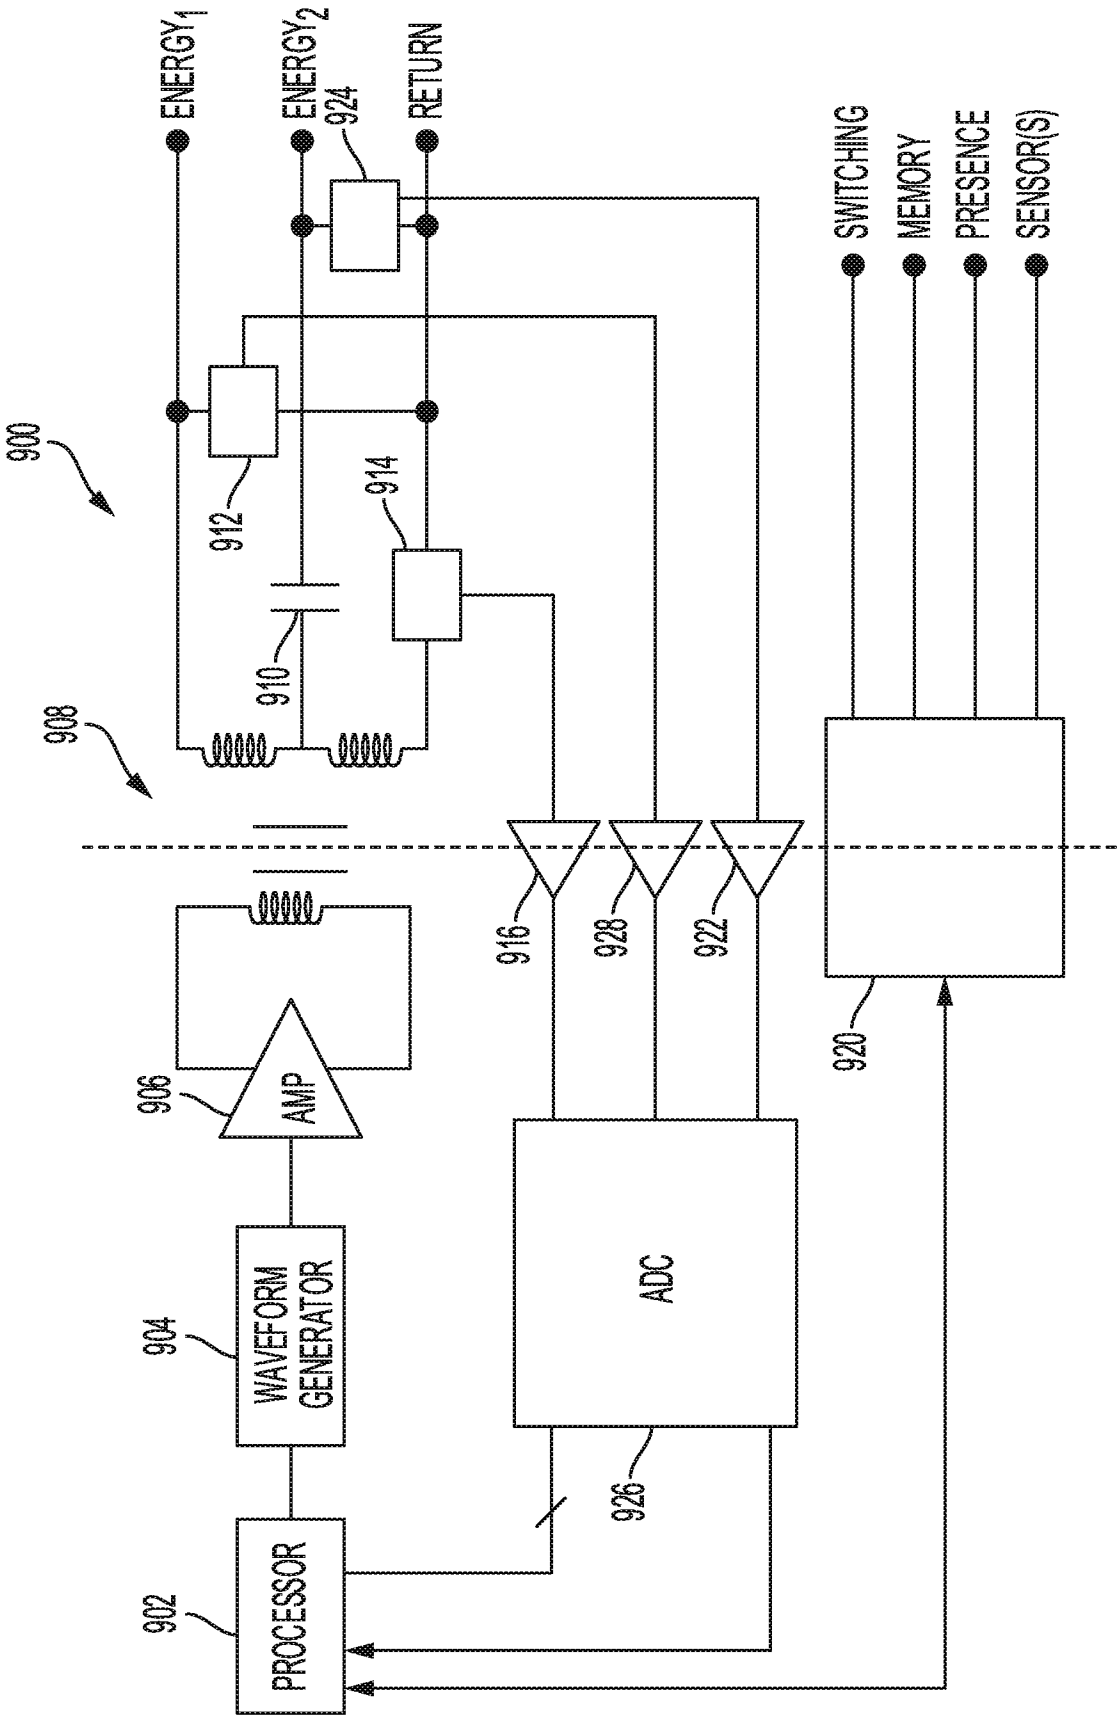 900
908
902
PROCESSOR
904
WAVEFORM
GENERATOR
906
AMP
910
912
914
924
ENERGY1
ENERGY2
RETURN
916
928
922
926
ADC
920
SWITCHING
MEMORY
PRESENCE
SENSOR(S)